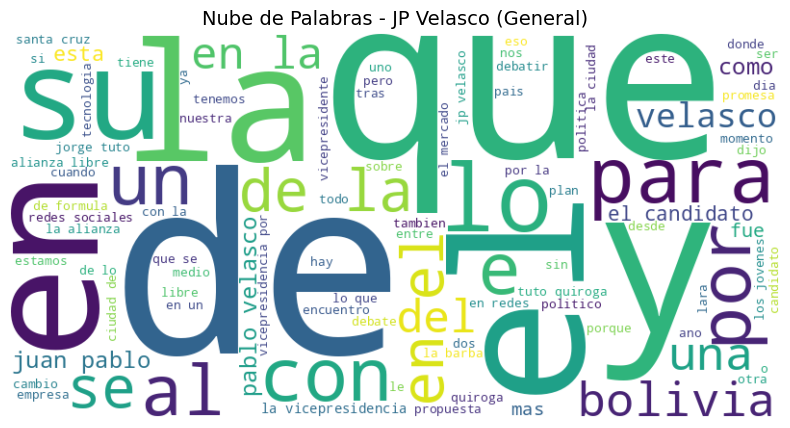 Nube de Palabras - JP Velasco (General)
santa cruz
si
esta
tiene
su
tecnologia
la
ya
en la
tenemos
nuestra
vicepresidente
uno
pero
tras
que
el mercado
jp velasco
eso
nos
debatir
pais
politica
la ciudad
donde
este
ser
como
dia
promesa
velasco
momento
dijo
jorge tuto
alianza libre
cuando
un
de la
sobre
todo
lo
por la
plan
para
el candidato
en
de formula
redes sociales
la alianza
con la
de
tambien
entre
el
e
y
desde
fue
por
los jovenes
candidato
estamos
de lo
ciudad de
que se
medio
libre
en un
pablo velasco
vicepresidencia por
hay
lo que
encuentro
debate
en
del
del
sin
tuto quiroga
en redes
politico
porque
lara
ano
una
o
otra
juan pablo
cambio
empresa
se
al
con
la vicepresidencia
le
la barba
dos
quiroga
propuesta
mas
bolivia